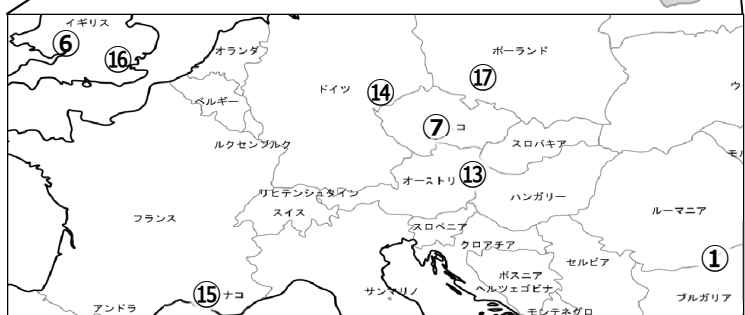 イギリス
⑥
⑯
オランダ
ポーランド
⑰
ドイツ
⑭
ウ
ベルギー
⑦ コ
ルクセンブルク
スロバキア
モル
オーストリ ⑬
リヒテンシュタイン
ハンガリー
スイス
フランス
ルーマニア
スロベニア
クロアチア
セルビア
①
ボスニア
ヘルツェゴビナ
⑮ ナコ
サンマリノ
ブルガリア
アンドラ
モンテネグロ